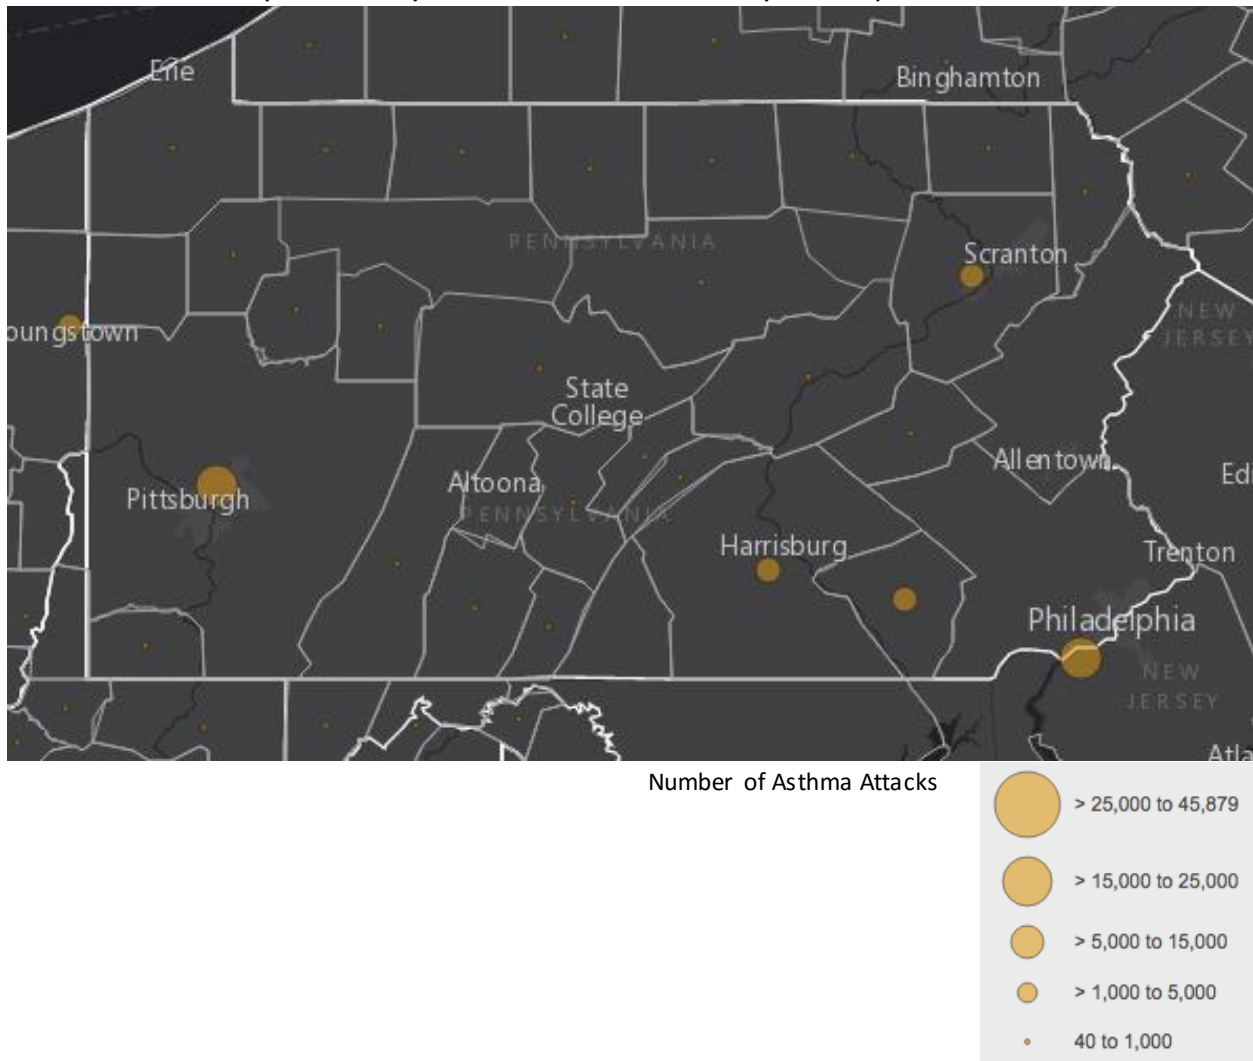 Erie
Binghamton
PENNSYLVANIA
Scranton
oungstown
NEW
JERSEY
State
College
Allentown
Altoona
Edi
Pittsburgh
PENNSYLVANIA
Harrisburg
Trenton
Philadelphia
NEW
JERSEY
Atla
Number of Asthma Attacks
> 25,000 to 45,879
> 15,000 to 25,000
> 5,000 to 15,000
> 1,000 to 5,000
40 to 1,000